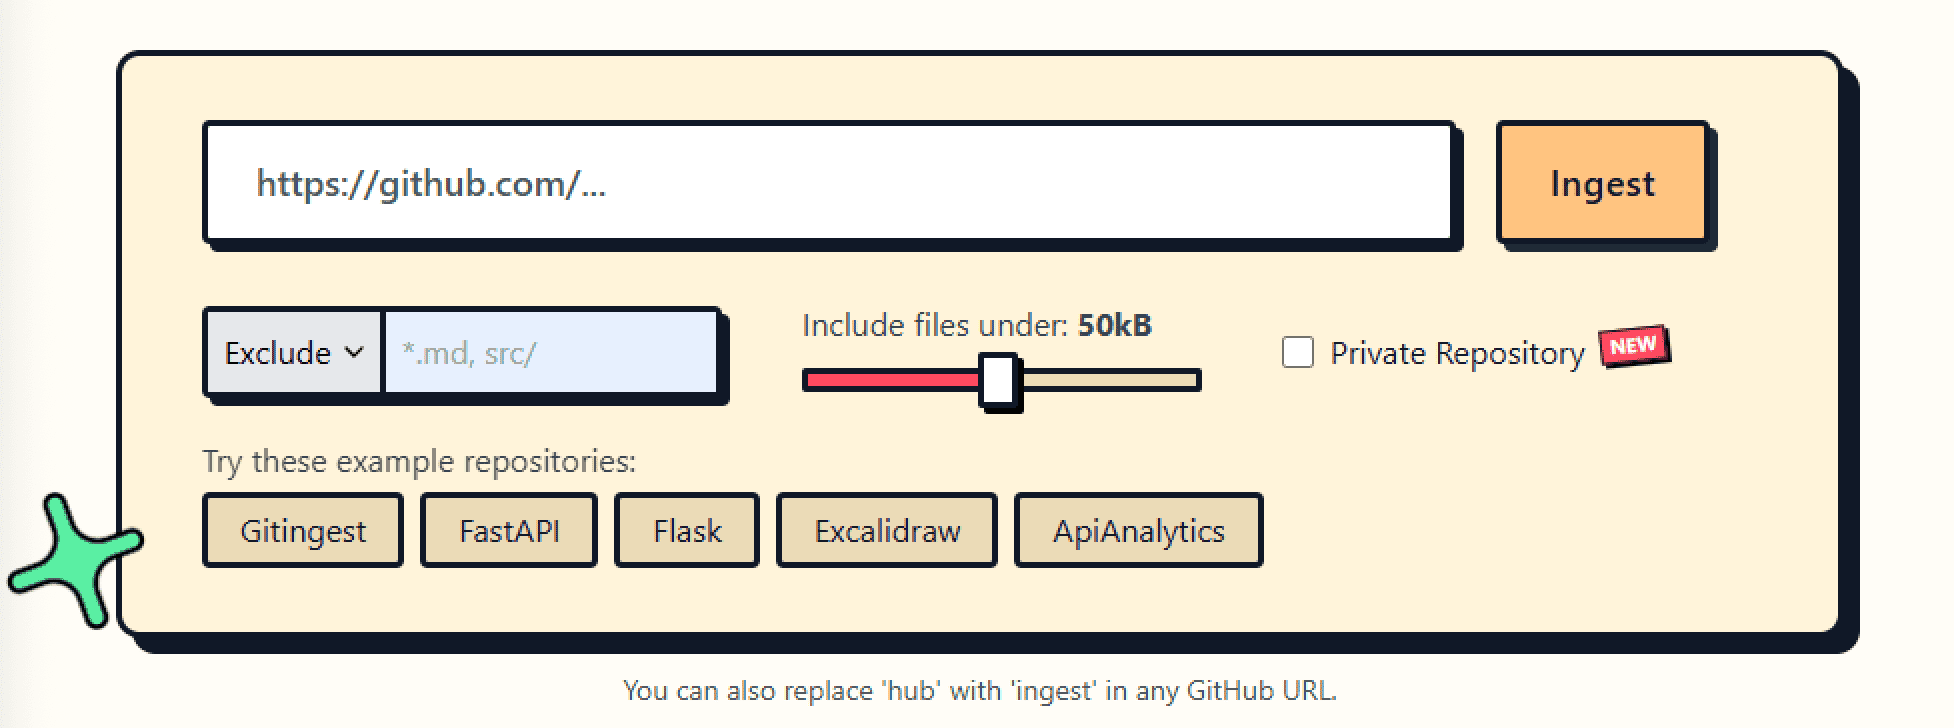 https://github.com/...
Ingest
Exclude
*.md, src/
Include files under: 50kB
Private Repository NEW
Try these example repositories:
Gitingest
FastAPI
Flask
Excalidraw
ApiAnalytics
You can also replace 'hub' with 'ingest' in any GitHub URL.